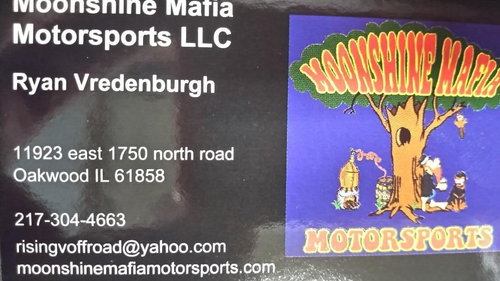 Moonshine Mafia
Motorsports LLC
Ryan Vredenburgh
11923 east 1750 north road
Oakwood IL 61858
217-304-4663
risingvoffroad@yahoo.com
moonshinemafiamotorsports.com
MOONSHINE MAFIA
MOTORSPORTS